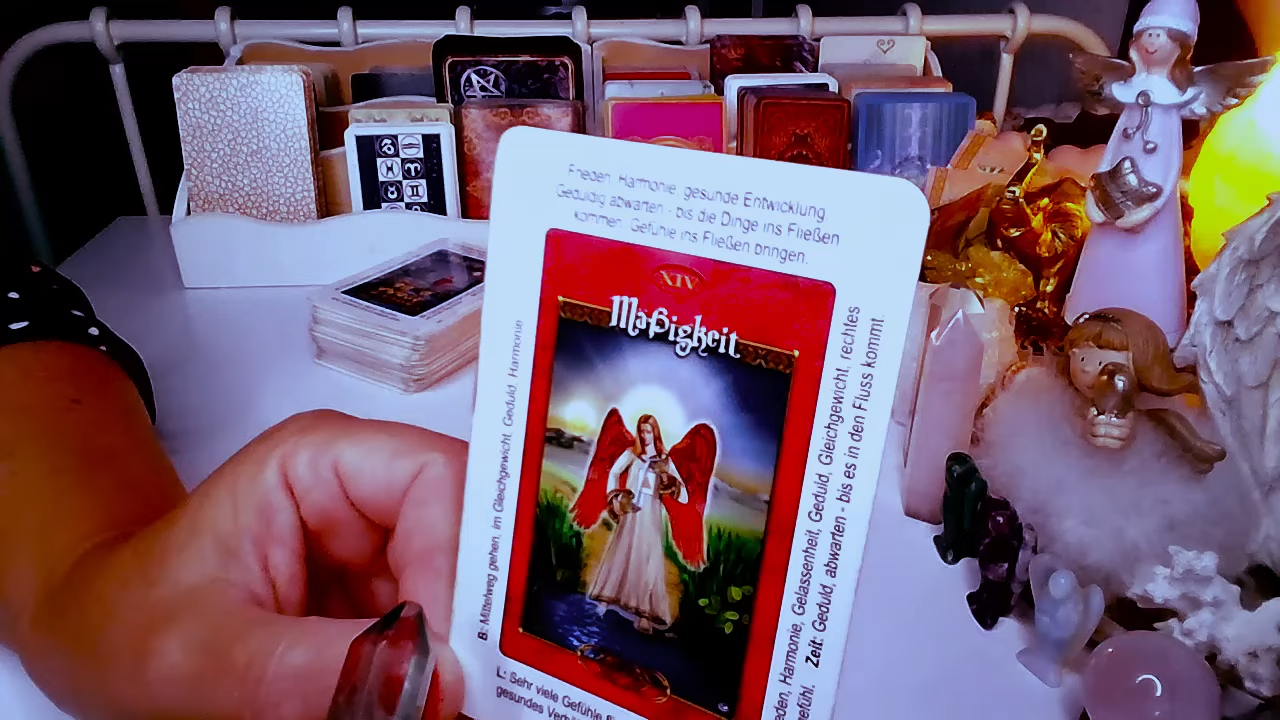 Frieden, Harmonie, gesunde Entwicklung,
Geduldig abwarten - bis die Dinge ins Fließen
kommen. Gefühle ins Fließen bringen.
XIV
Mäßigkeit
B: Mittelweg gehen, im Gleichgewicht, Geduld, Harmonie
eden, Harmonie, Gelassenheit, Geduld, Gleichgewicht, rechtes
efühl. Zeit: Geduld, abwarten - bis es in den Fluss kommt.
L: Sehr viele Gefühle
gesundes